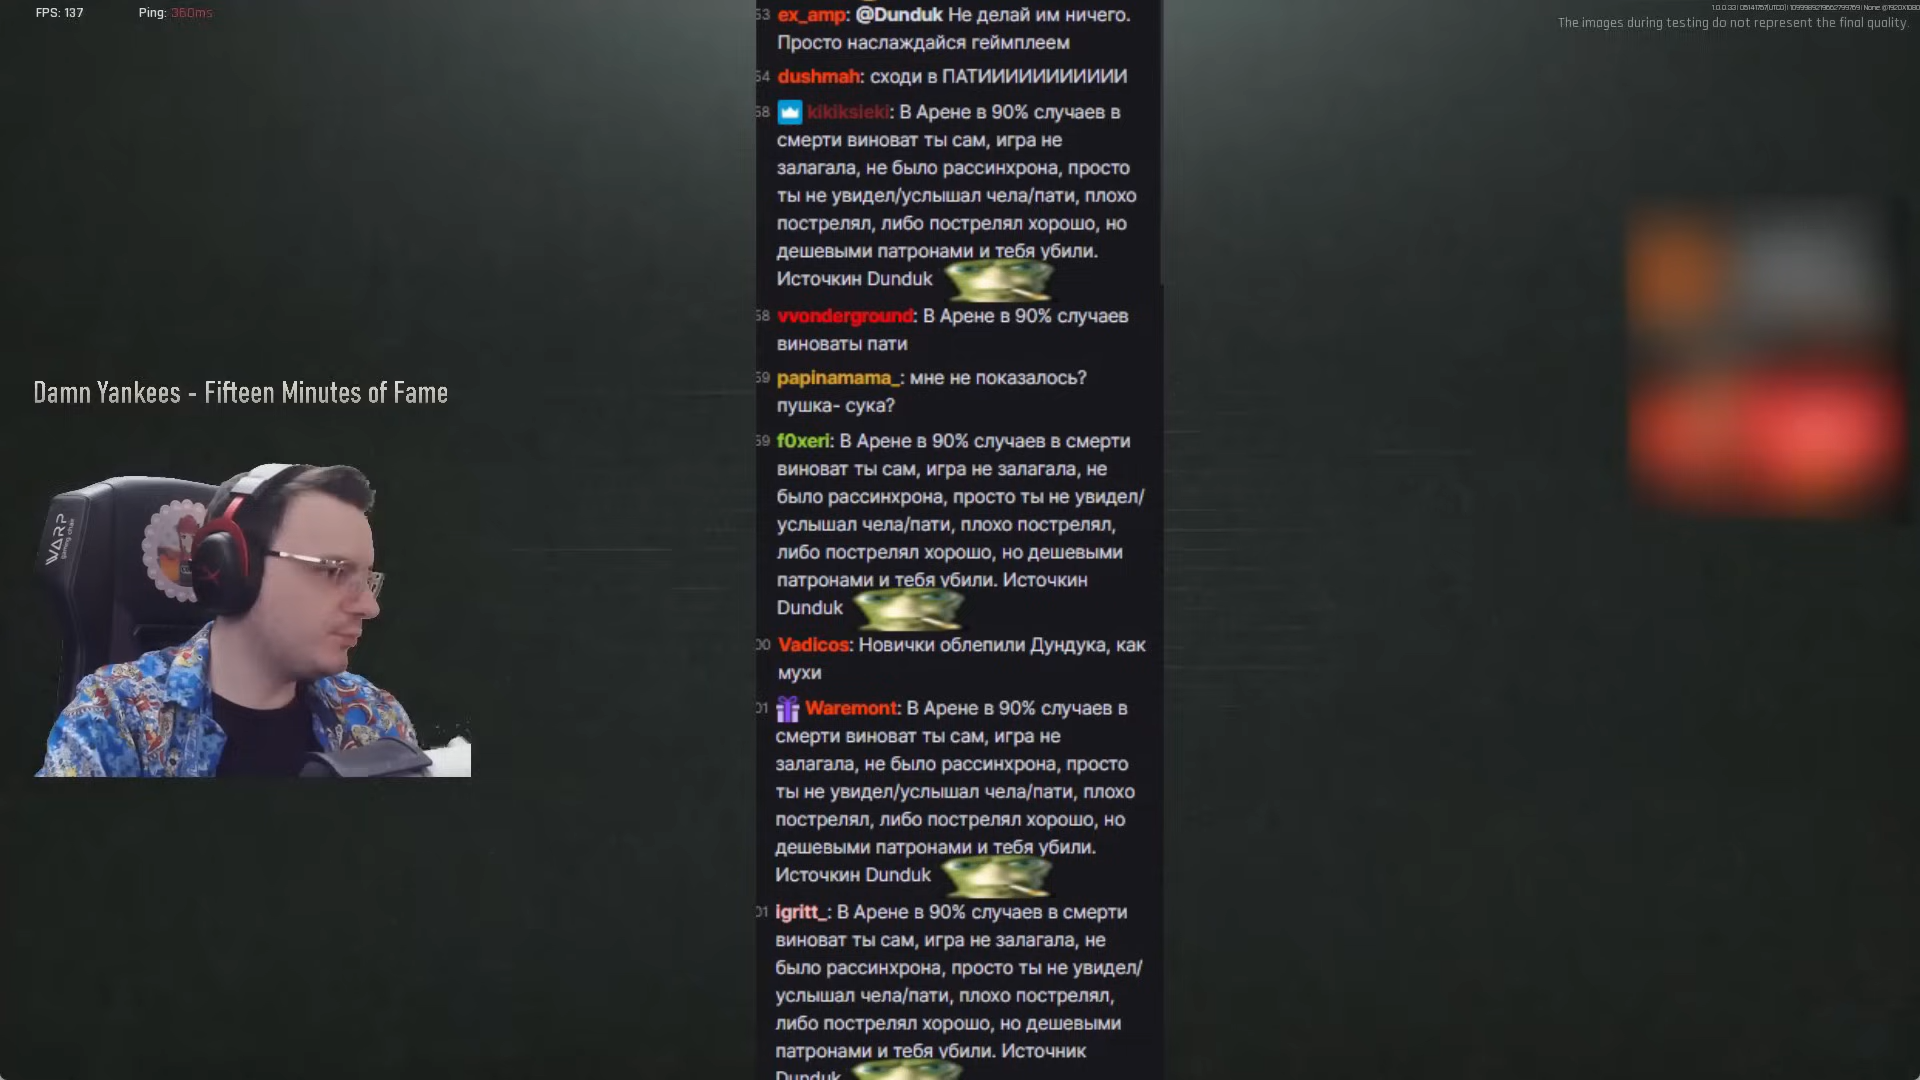 FPS: 137
Ping: 360ms
The images during testing do not represent the final quality.
53 ex_amp: @Dunduk Не делай им ничего.
Просто наслаждайся геймплеем
54 dushmah: сходи в ПАТИИИИИИИИИИИ
58 kikiksieki: В Арене в 90% случаев в
смерти виноват ты сам, игра не
залагала, не было рассинхрона, просто
ты не увидел/услышал чела/пати, плохо
пострелял, либо пострелял хорошо, но
дешевыми патронами и тебя убили.
Источкин Dunduk
58 vvonderground: В Арене в 90% случаев
виноваты пати
59 papinamama_: мне не показалось?
пушка- сука?
59 f0xeri: В Арене в 90% случаев в смерти
виноват ты сам, игра не залагала, не
было рассинхрона, просто ты не увидел/
услышал чела/пати, плохо пострелял,
либо пострелял хорошо, но дешевыми
патронами и тебя убили. Источкин
Dunduk
00 Vadicos: Новички облепили Дундука, как
мухи
01 Waremont: В Арене в 90% случаев в
смерти виноват ты сам, игра не
залагала, не было рассинхрона, просто
ты не увидел/услышал чела/пати, плохо
пострелял, либо пострелял хорошо, но
дешевыми патронами и тебя убили.
Источкин Dunduk
01 igritt_: В Арене в 90% случаев в смерти
виноват ты сам, игра не залагала, не
было рассинхрона, просто ты не увидел/
услышал чела/пати, плохо пострелял,
либо пострелял хорошо, но дешевыми
патронами и тебя убили. Источник
Dunduk
Damn Yankees - Fifteen Minutes of Fame
WARP